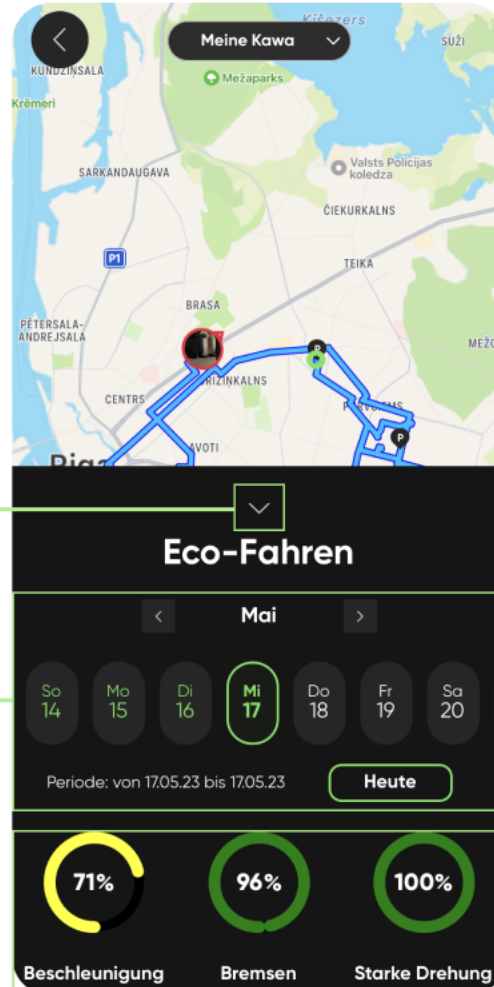 Ķīšezers
Meine Kawa
SUŽI
KUNDZIŅSALA
Mežaparks
Krēmeri
Valsts Policijas
koledža
SARKANDAUGAVA
ČIEKURKALNS
P1
TEIKA
BRASA
PĒTERSALA-
ANDREJSALA
P
CENTRS
P
AVOTI
Eco-Fahren
Mai
So Mo Di Mi Do Fr Sa
14 15 16 17 18 19 20
Periode: von 17.05.23 bis 17.05.23
Heute
71% 96% 100%
Beschleunigung Bremsen Starke Drehung